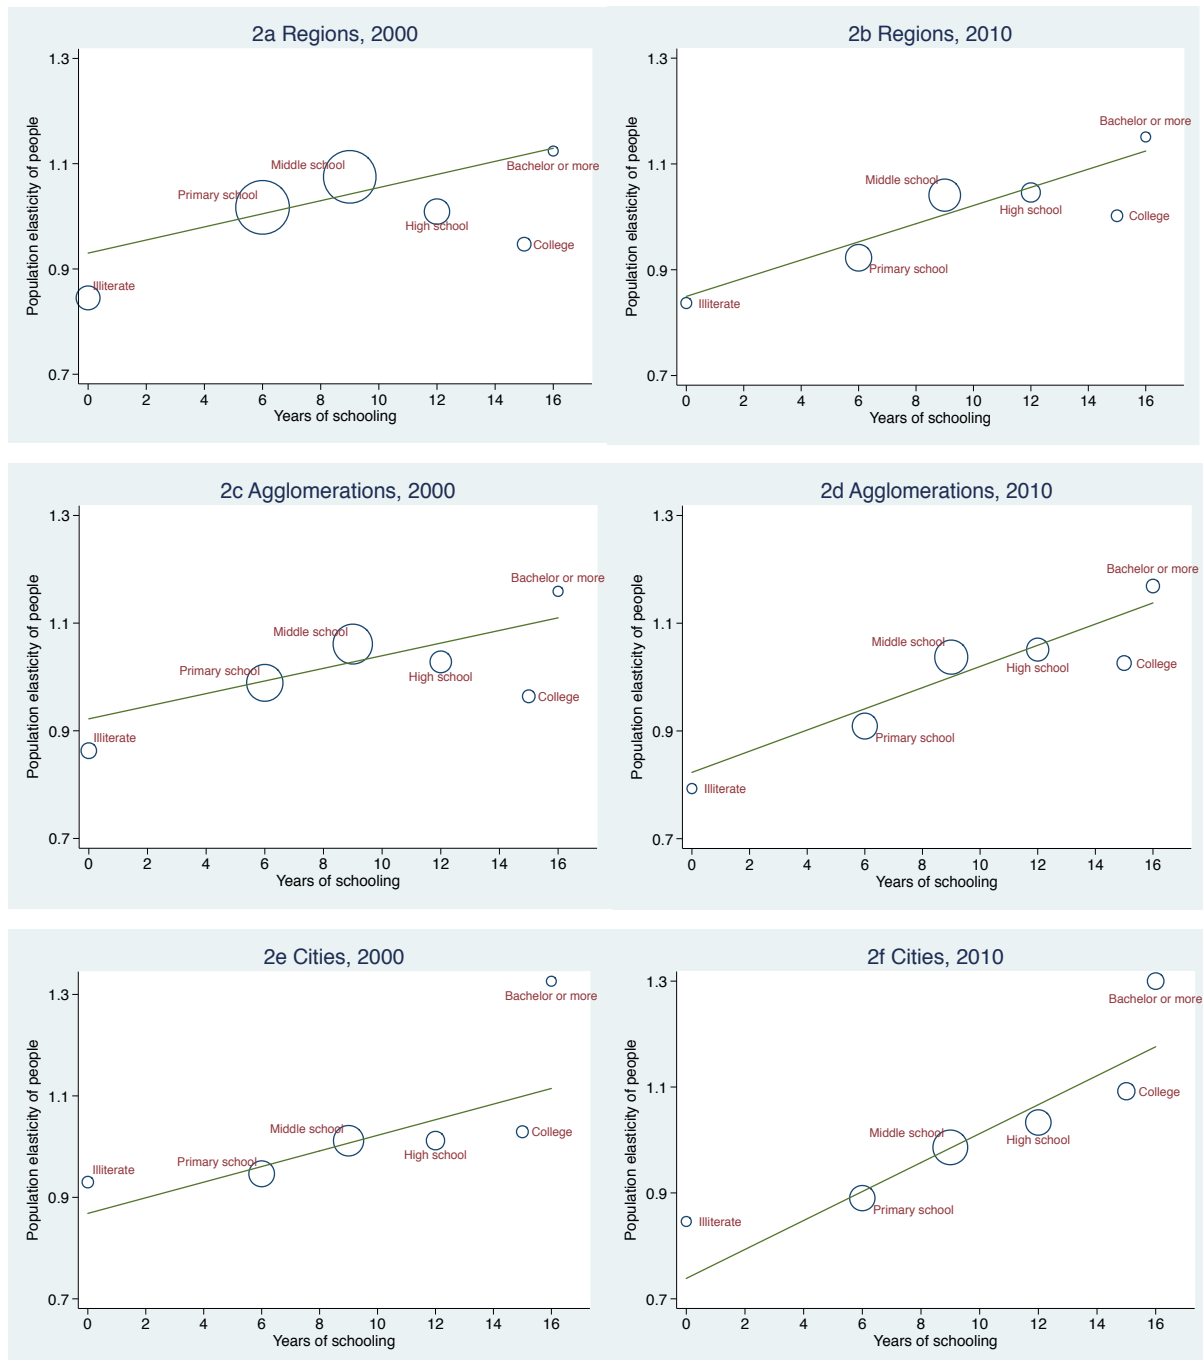 2a Regions, 2000
Population elasticity of people
1.3
1.1
0.9
0.7
Illiterate
Primary school
Middle school
High school
College
Bachelor or more
0 2 4 6 8 10 12 14 16
Years of schooling
2b Regions, 2010
Population elasticity of people
1.3
1.1
0.9
0.7
Illiterate
Primary school
Middle school
High school
College
Bachelor or more
0 2 4 6 8 10 12 14 16
Years of schooling
2c Agglomerations, 2000
Population elasticity of people
1.3
1.1
0.9
0.7
Illiterate
Primary school
Middle school
High school
College
Bachelor or more
0 2 4 6 8 10 12 14 16
Years of schooling
2d Agglomerations, 2010
Population elasticity of people
1.3
1.1
0.9
0.7
Illiterate
Primary school
Middle school
High school
College
Bachelor or more
0 2 4 6 8 10 12 14 16
Years of schooling
2e Cities, 2000
Population elasticity of people
1.3
1.1
0.9
0.7
Illiterate
Primary school
Middle school
High school
College
Bachelor or more
0 2 4 6 8 10 12 14 16
Years of schooling
2f Cities, 2010
Population elasticity of people
1.3
1.1
0.9
0.7
Illiterate
Primary school
Middle school
High school
College
Bachelor or more
0 2 4 6 8 10 12 14 16
Years of schooling